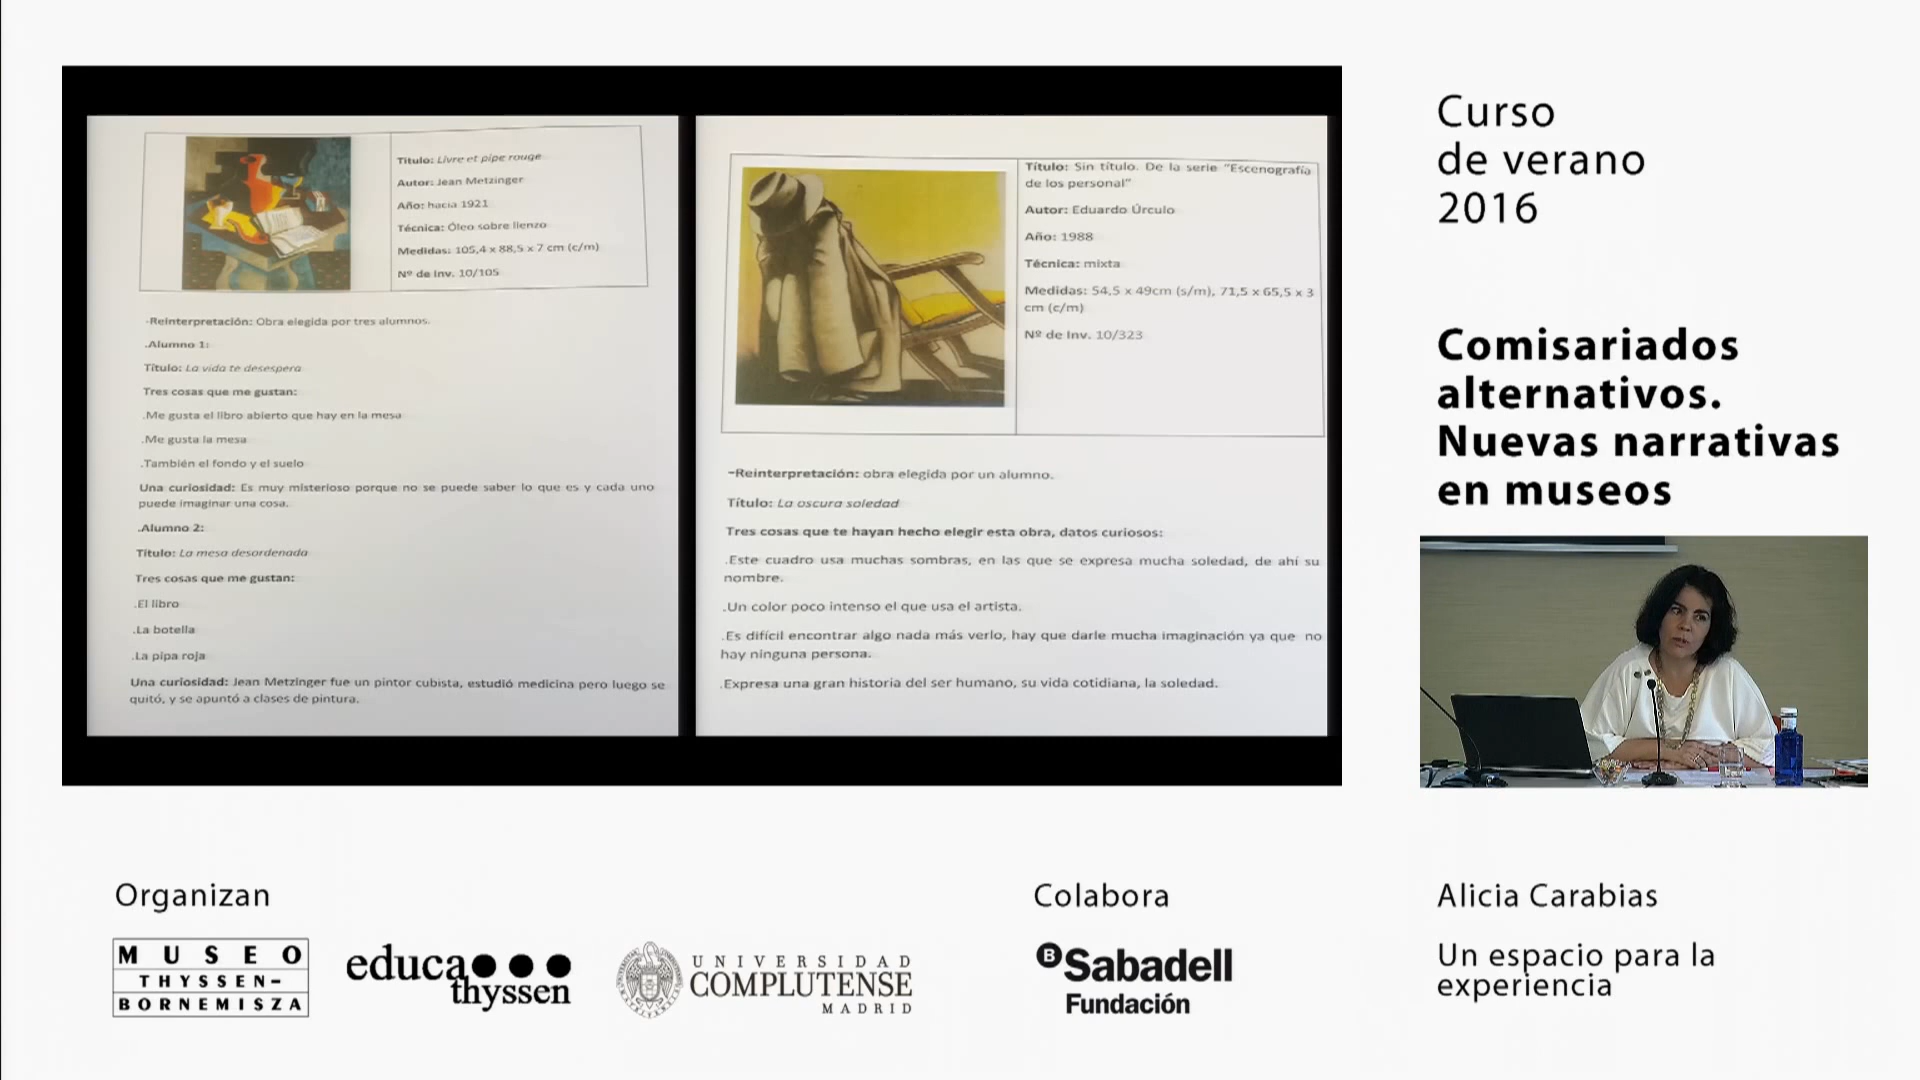 Título: Livre et pipe rouge
Autor: Jean Metzinger
Año: hacia 1921
Técnica: Óleo sobre lienzo
Medidas: 105,4 x 88,5 x 7 cm (c/m)
Nº de Inv. 10/105
-Reinterpretación: Obra elegida por tres alumnos.
.Alumno 1:
Título: La vida te desespera
Tres cosas que me gustan:
.Me gusta el libro abierto que hay en la mesa
.Me gusta la mesa
.También el fondo y el suelo
Una curiosidad: Es muy misterioso porque no se puede saber lo que es y cada uno
puede imaginar una cosa.
.Alumno 2:
Título: La mesa desordenada
Tres cosas que me gustan:
.El libro
.La botella
.La pipa roja
Una curiosidad: Jean Metzinger fue un pintor cubista, estudió medicina pero luego se
quitó, y se apuntó a clases de pintura.
Título: Sin título. De la serie "Escenografía
de los personal"
Autor: Eduardo Úrculo
Año: 1988
Técnica: mixta
Medidas: 54,5 x 49cm (s/m), 71,5 x 65,5 x 3
cm (c/m)
Nº de Inv. 10/323
-Reinterpretación: obra elegida por un alumno.
Título: La oscura soledad
Tres cosas que te hayan hecho elegir esta obra, datos curiosos:
.Este cuadro usa muchas sombras, en las que se expresa mucha soledad, de ahí su
nombre.
.Un color poco intenso el que usa el artista.
.Es difícil encontrar algo nada más verlo, hay que darle mucha imaginación ya que no
hay ninguna persona.
.Expresa una gran historia del ser humano, su vida cotidiana, la soledad.
Curso
de verano
2016
Comisariados
alternativos.
Nuevas narrativas
en museos
Organizan
MUSEO
THYSSEN-
BORNEMISZA
educa
thyssen
UNIVERSIDAD
COMPLUTENSE
MADRID
Colabora
B Sabadell
Fundación
Alicia Carabias
Un espacio para la
experiencia